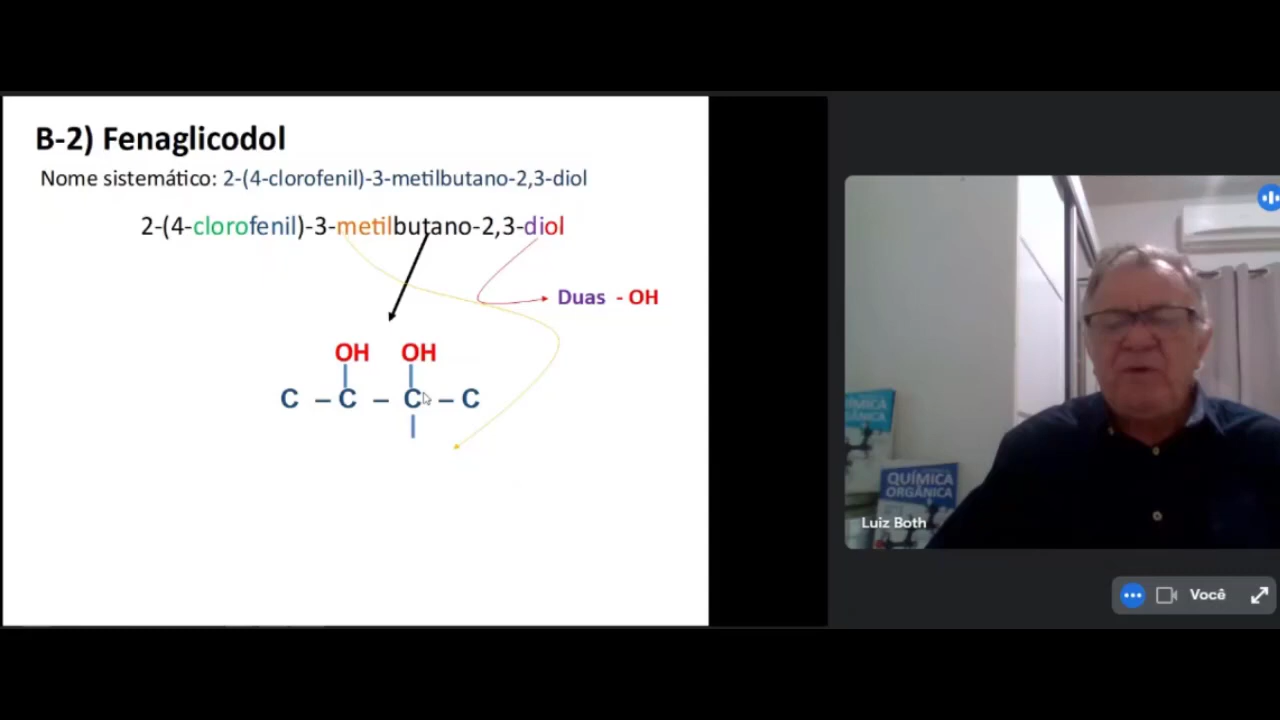 B-2) Fenaglicodol
Nome sistemático: 2-(4-clorofenil)-3-metilbutano-2,3-diol
2-(4-clorofenil)-3-metilbutano-2,3-diol
Duas - OH
OH OH
C – C – C – C
QUÍMICA
ORGÂNICA
Luiz Both
Você